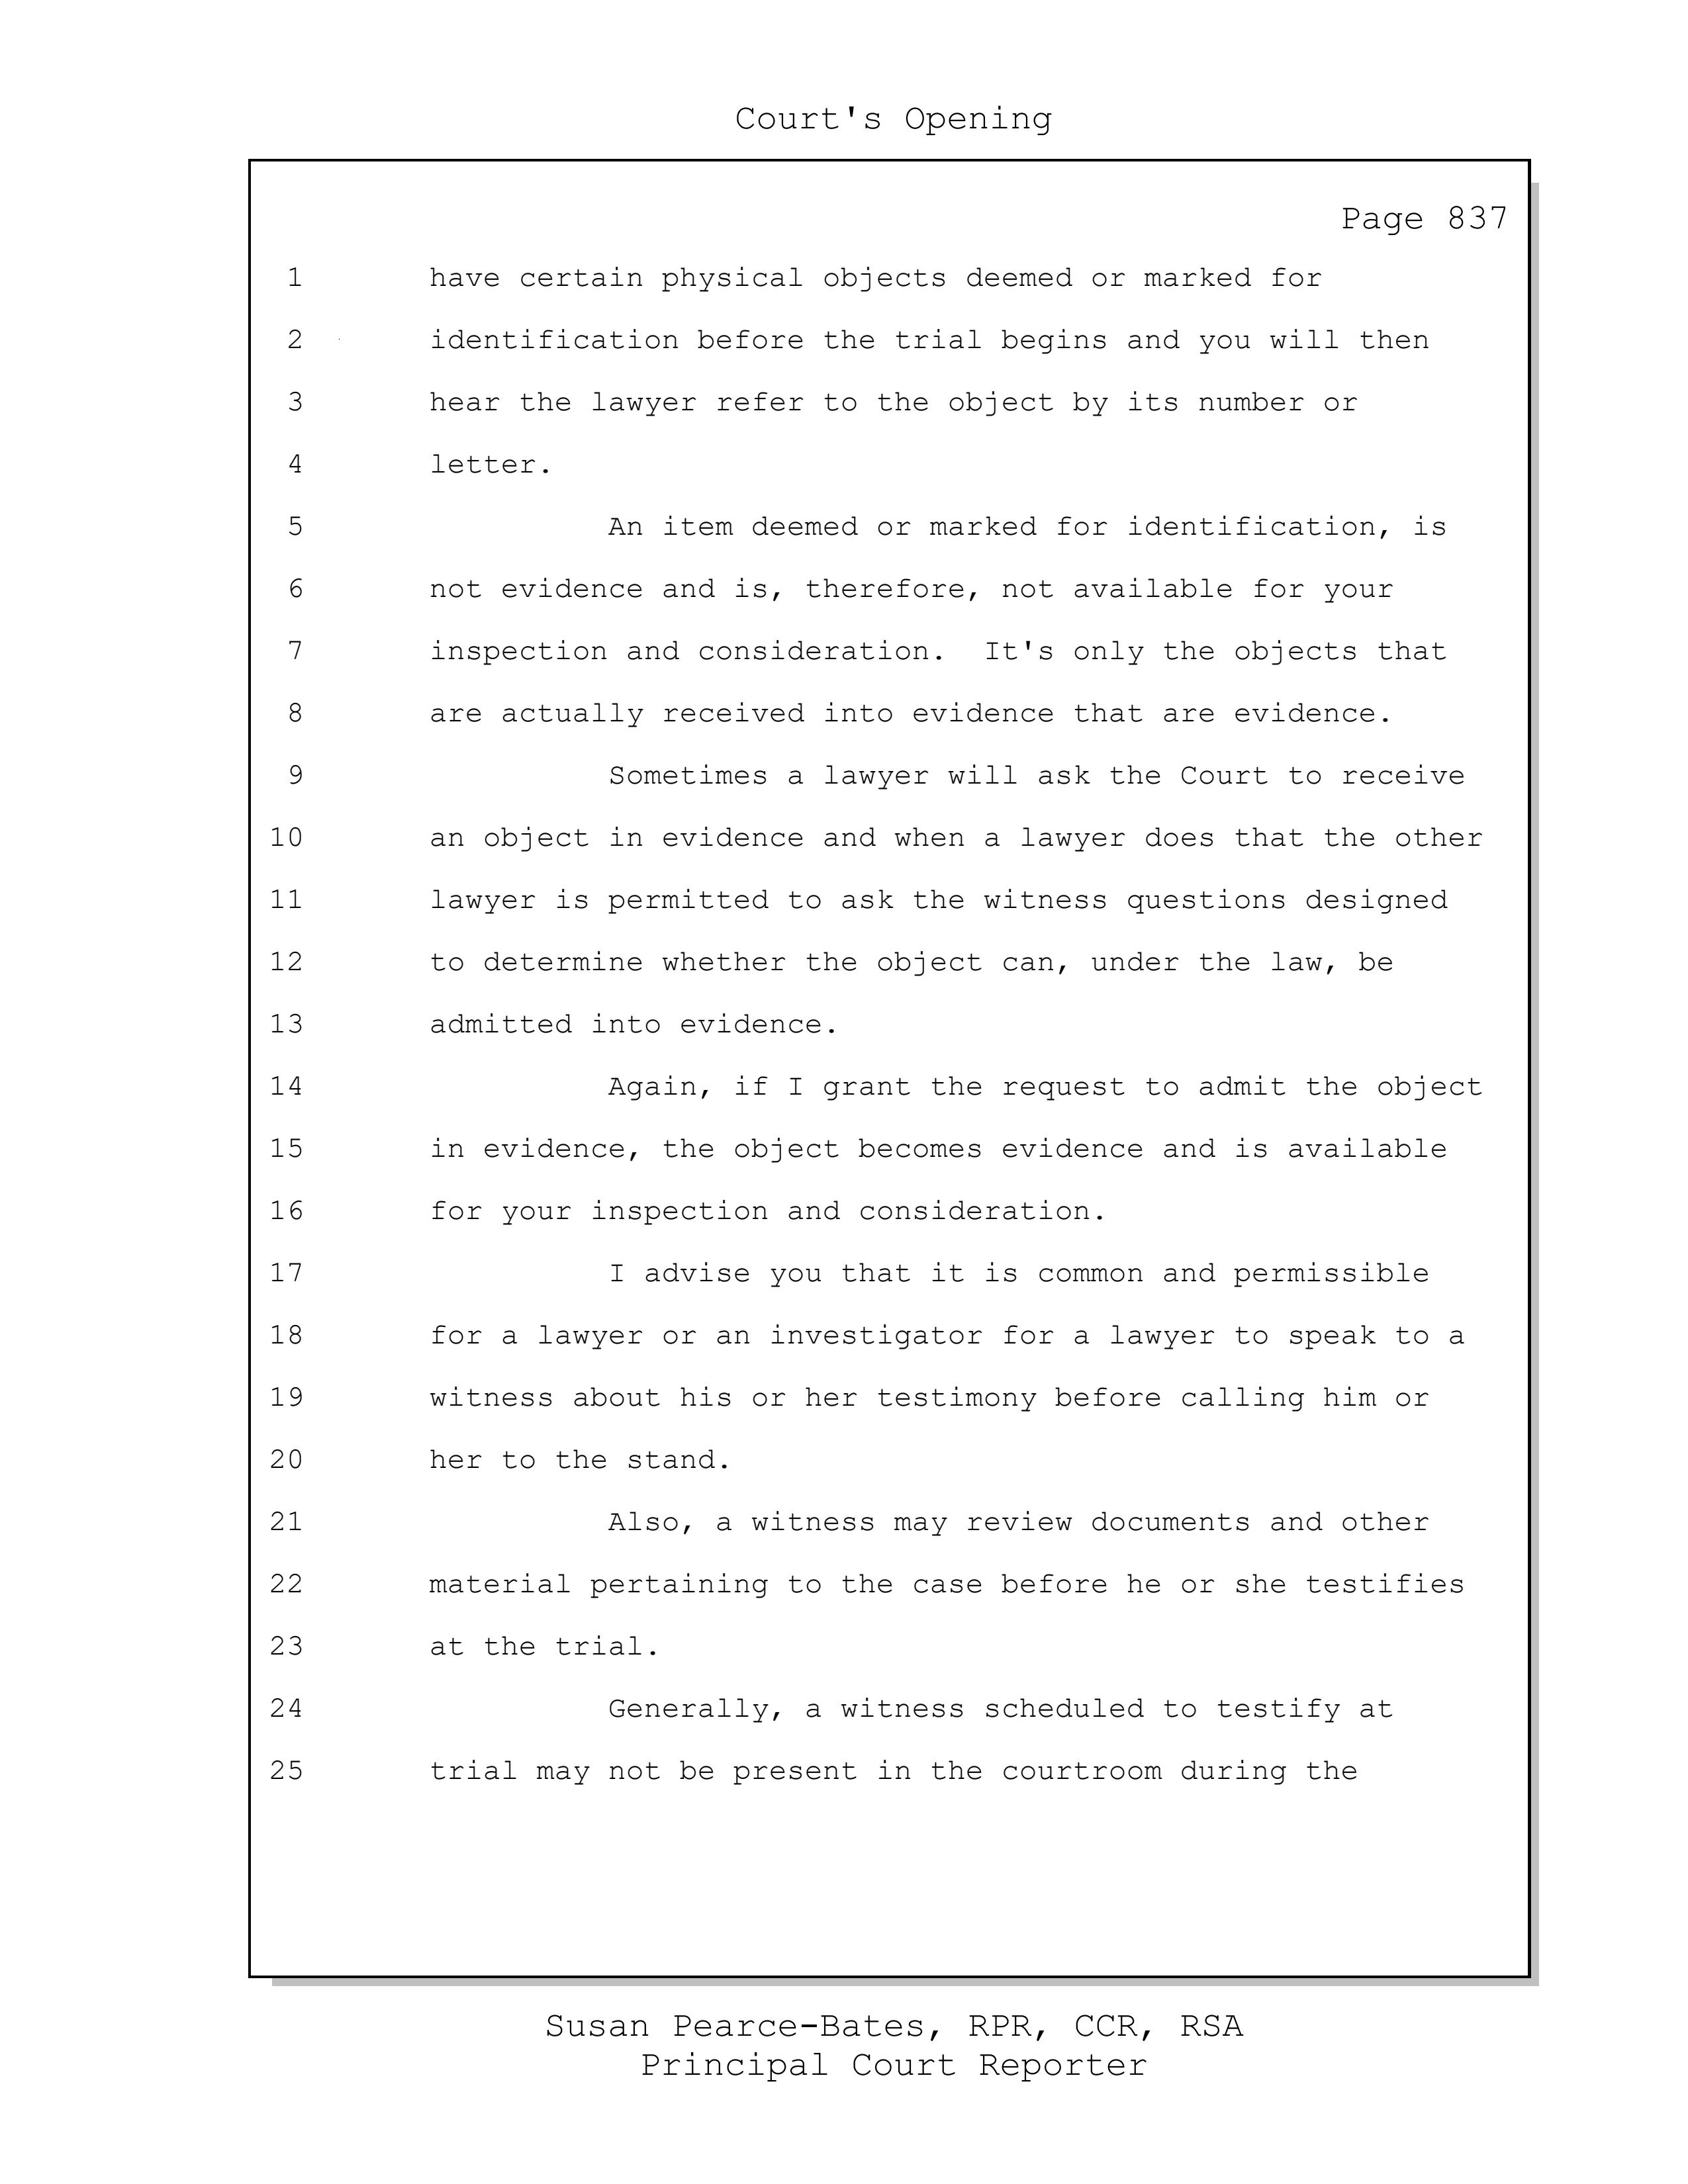 Court's Opening
Page 837
1 have certain physical objects deemed or marked for
2 identification before the trial begins and you will then
3 hear the lawyer refer to the object by its number or
4 letter.
5 An item deemed or marked for identification, is
6 not evidence and is, therefore, not available for your
7 inspection and consideration.  It's only the objects that
8 are actually received into evidence that are evidence.
9 Sometimes a lawyer will ask the Court to receive
10 an object in evidence and when a lawyer does that the other
11 lawyer is permitted to ask the witness questions designed
12 to determine whether the object can, under the law, be
13 admitted into evidence.
14 Again, if I grant the request to admit the object
15 in evidence, the object becomes evidence and is available
16 for your inspection and consideration.
17 I advise you that it is common and permissible
18 for a lawyer or an investigator for a lawyer to speak to a
19 witness about his or her testimony before calling him or
20 her to the stand.
21 Also, a witness may review documents and other
22 material pertaining to the case before he or she testifies
23 at the trial.
24 Generally, a witness scheduled to testify at
25 trial may not be present in the courtroom during the
Susan Pearce-Bates, RPR, CCR, RSA
Principal Court Reporter